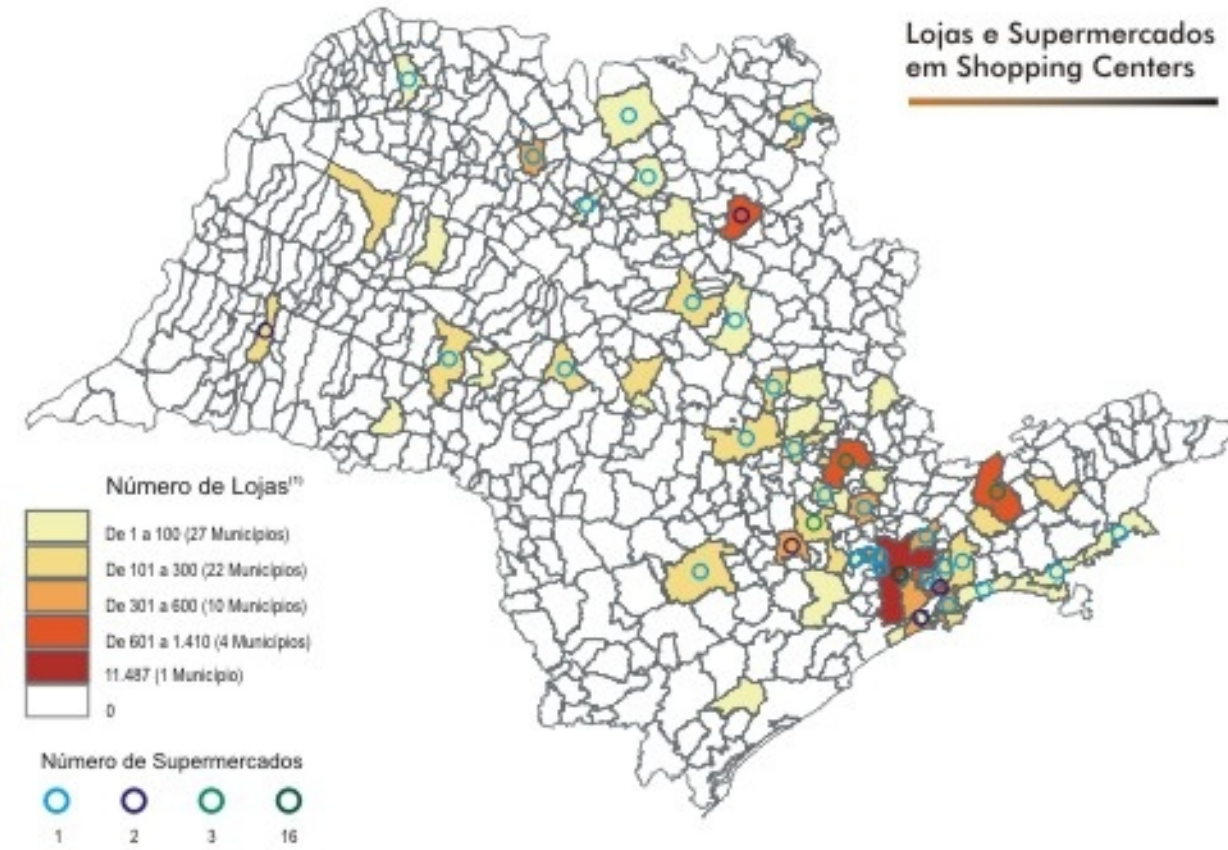 Lojas e Supermercados
em Shopping Centers
Número de Lojas⁽¹⁾
De 1 a 100 (27 Municípios)
De 101 a 300 (22 Municípios)
De 301 a 600 (10 Municípios)
De 601 a 1.410 (4 Municípios)
11.487 (1 Município)
0
Número de Supermercados
1 2 3 16